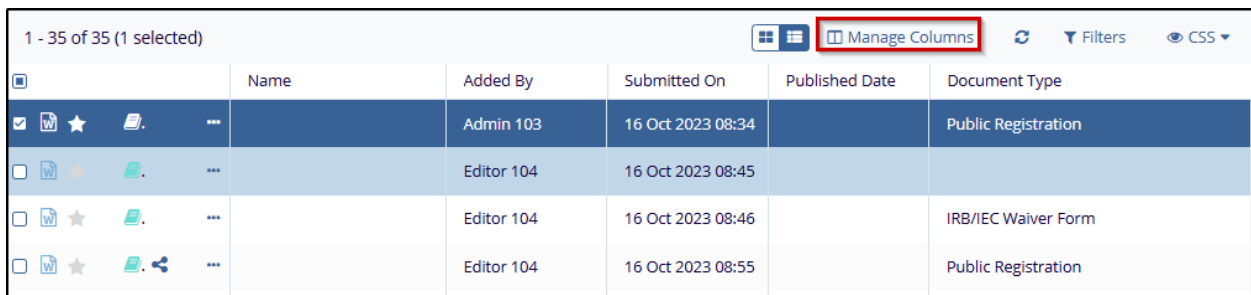 1 - 35 of 35 (1 selected) Manage Columns Filters CSS
Name Added By Submitted On Published Date Document Type
W Admin 103 16 Oct 2023 08:34 Public Registration
W Editor 104 16 Oct 2023 08:45
W Editor 104 16 Oct 2023 08:46 IRB/IEC Waiver Form
W Editor 104 16 Oct 2023 08:55 Public Registration